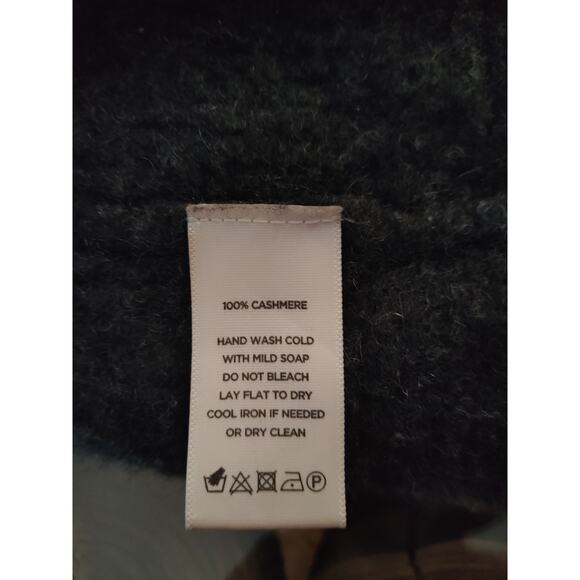 100% CASHMERE
HAND WASH COLD
WITH MILD SOAP
DO NOT BLEACH
LAY FLAT TO DRY
COOL IRON IF NEEDED
OR DRY CLEAN
P